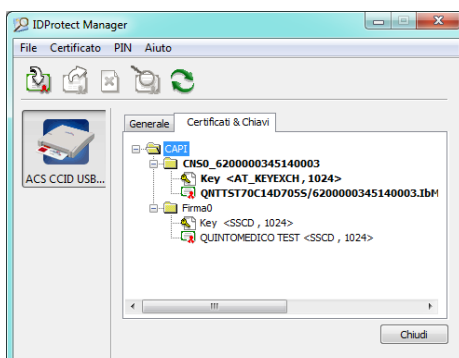 IDProtect Manager
File Certificato PIN Aiuto
Generale Certificati & Chiavi
CAPI
CNS0_6200000345140003
Key <AT_KEYEXCH, 1024>
QNTTST70C14D705S/6200000345140003.IbM
Firma0
Key <SSCD , 1024>
QUINTOMEDICO TEST <SSCD , 1024>
ACS CCID USB...
Chiudi